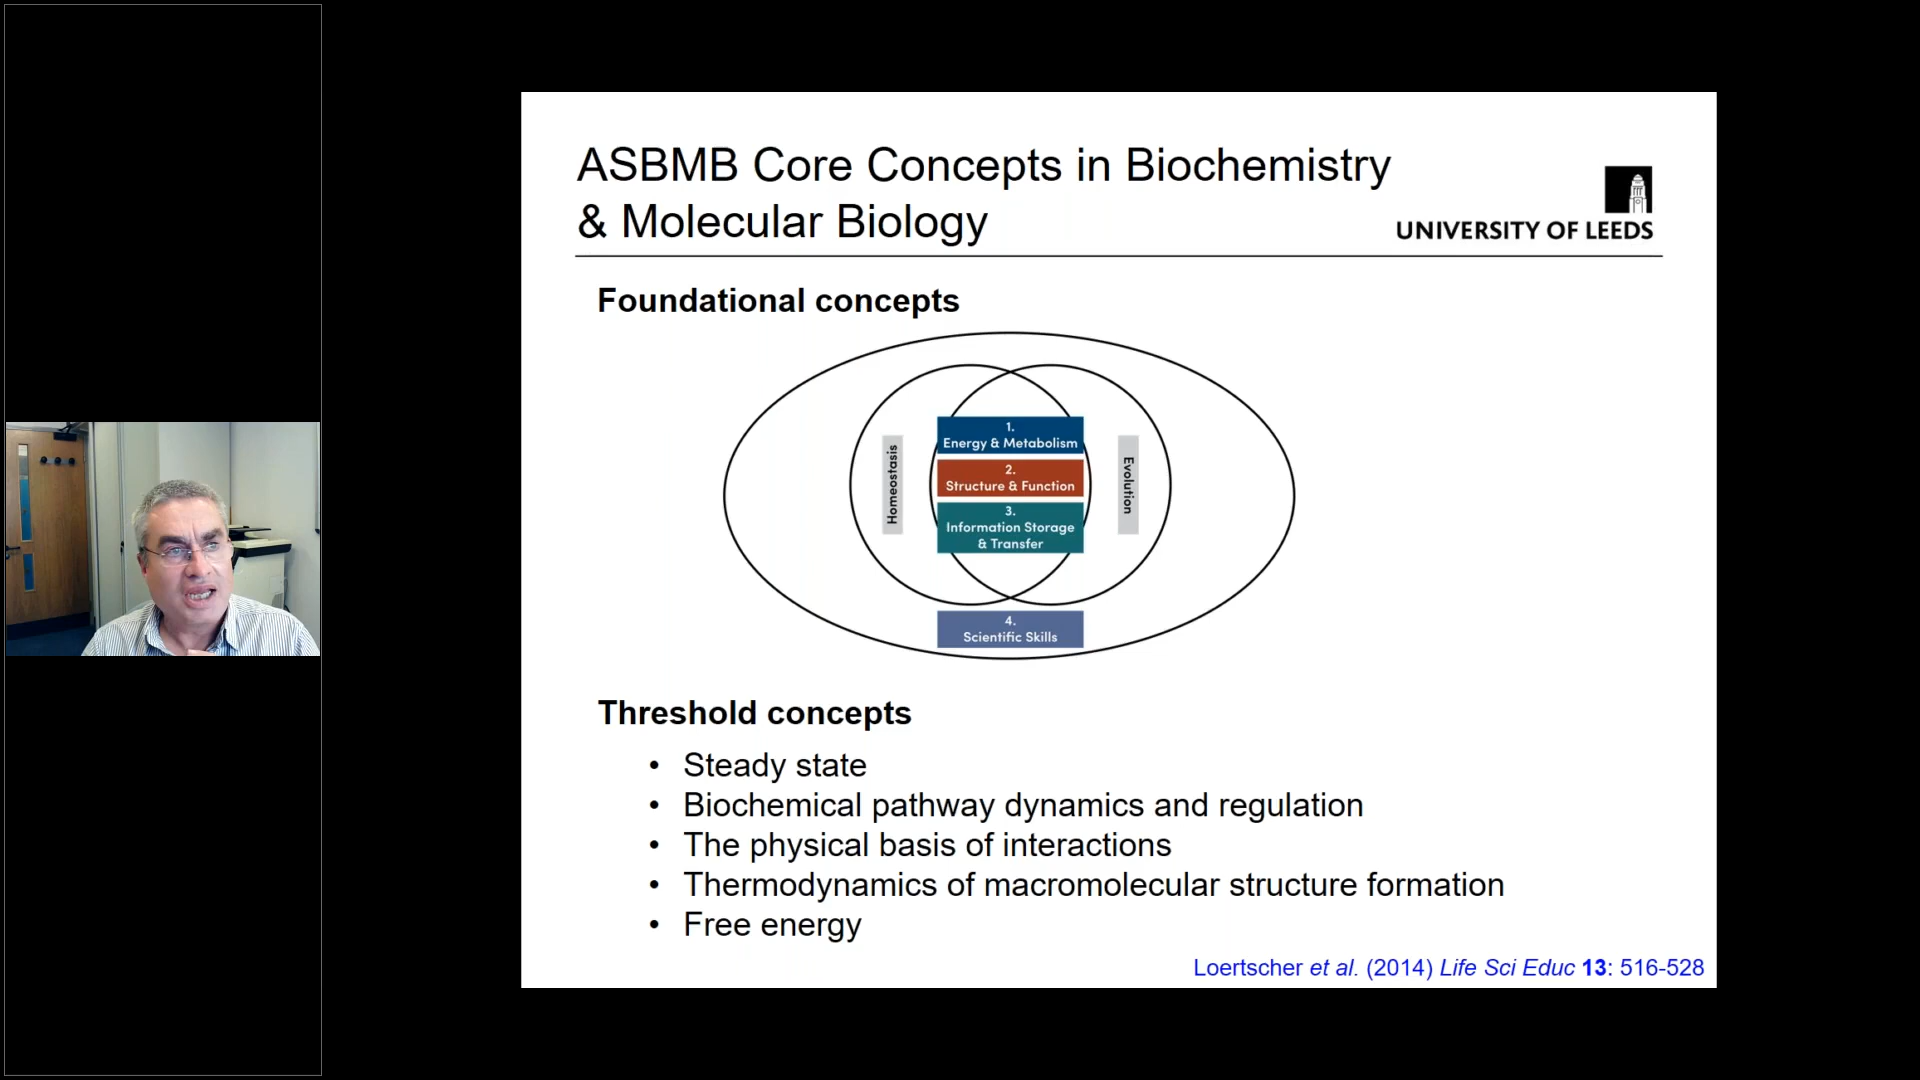 ASBMB Core Concepts in Biochemistry
& Molecular Biology
UNIVERSITY OF LEEDS
Foundational concepts
Homeostasis
1.
Energy & Metabolism
2.
Structure & Function
3.
Information Storage
& Transfer
Evolution
4.
Scientific Skills
Threshold concepts
• Steady state
• Biochemical pathway dynamics and regulation
• The physical basis of interactions
• Thermodynamics of macromolecular structure formation
• Free energy
Loertscher et al. (2014) Life Sci Educ 13: 516-528